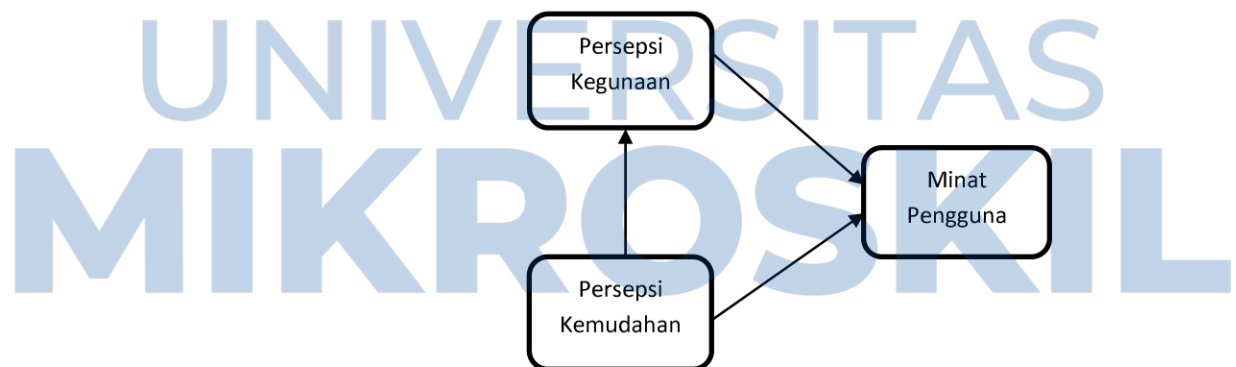 UNIVERSITAS
MIKROSKIL
Persepsi
Kegunaan
Minat
Pengguna
Persepsi
Kemudahan